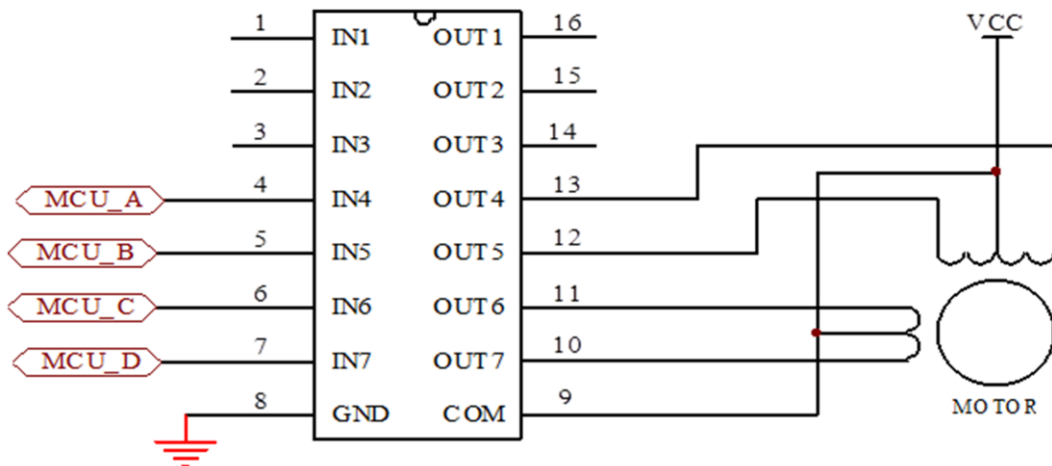 1 IN1 OUT1 16 VCC
2 IN2 OUT2 15
3 IN3 OUT3 14
MCU_A 4 IN4 OUT4 13
MCU_B 5 IN5 OUT5 12
MCU_C 6 IN6 OUT6 11
MCU_D 7 IN7 OUT7 10
8 GND COM 9
MOTOR